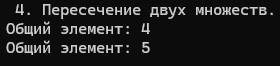 4. Пересечение двух множеств.
Общий элемент: 4
Общий элемент: 5